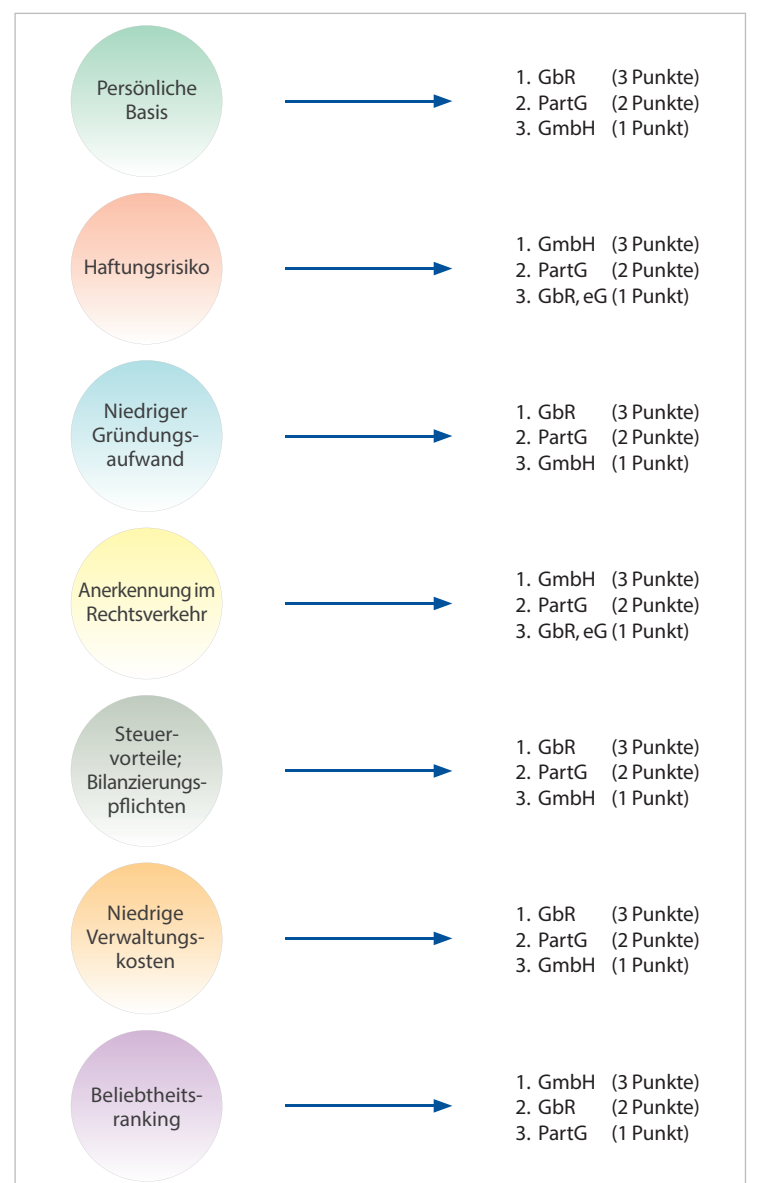 Persönliche
Basis
1. GbR (3 Punkte)
2. PartG (2 Punkte)
3. GmbH (1 Punkt)
Haftungsrisiko
1. GmbH (3 Punkte)
2. PartG (2 Punkte)
3. GbR, eG (1 Punkt)
Niedriger
Gründungs-
aufwand
1. GbR (3 Punkte)
2. PartG (2 Punkte)
3. GmbH (1 Punkt)
Anerkennung im
Rechtsverkehr
1. GmbH (3 Punkte)
2. PartG (2 Punkte)
3. GbR, eG (1 Punkt)
Steuer-
vorteile;
Bilanzierungs-
pflichten
1. GbR (3 Punkte)
2. PartG (2 Punkte)
3. GmbH (1 Punkt)
Niedrige
Verwaltungs-
kosten
1. GbR (3 Punkte)
2. PartG (2 Punkte)
3. GmbH (1 Punkt)
Beliebtheits-
ranking
1. GmbH (3 Punkte)
2. GbR (2 Punkte)
3. PartG (1 Punkt)